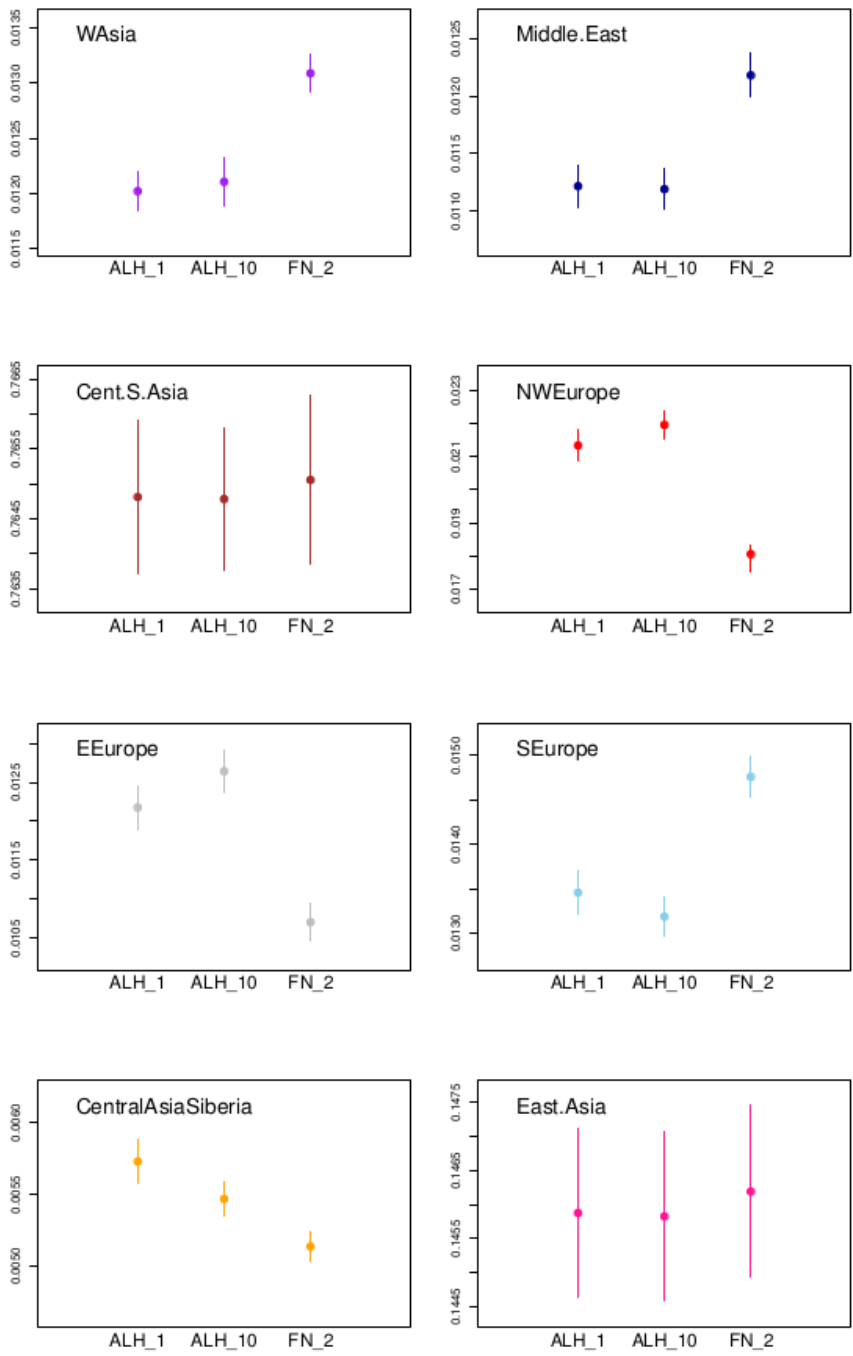 WAsia
0.0135
0.0130
0.0125
0.0120
0.0115
ALH_1 ALH_10 FN_2
Middle.East
0.0125
0.0120
0.0115
0.0110
ALH_1 ALH_10 FN_2
Cent.S.Asia
0.7665
0.7655
0.7645
0.7635
ALH_1 ALH_10 FN_2
NWEurope
0.023
0.021
0.019
0.017
ALH_1 ALH_10 FN_2
EEurope
0.0125
0.0115
0.0105
ALH_1 ALH_10 FN_2
SEurope
0.0150
0.0140
0.0130
ALH_1 ALH_10 FN_2
CentralAsiaSiberia
0.0060
0.0055
0.0050
ALH_1 ALH_10 FN_2
East.Asia
0.1475
0.1465
0.1455
0.1445
ALH_1 ALH_10 FN_2